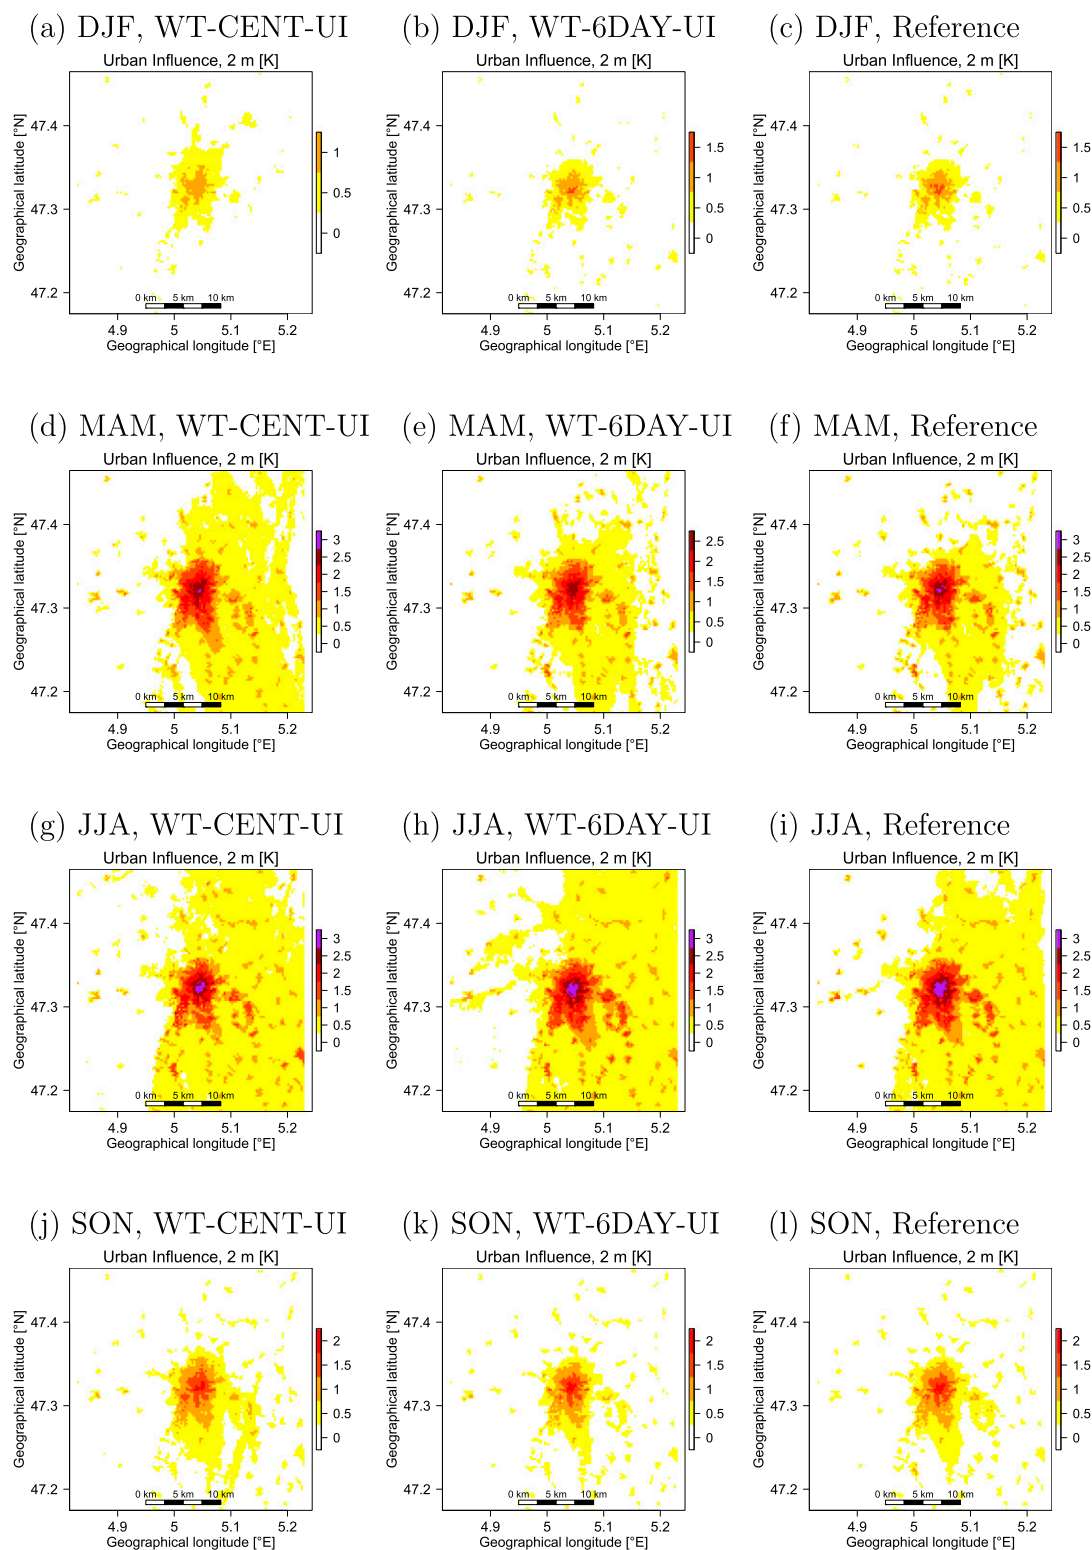 (a) DJF, WT-CENT-UI
Urban Influence, 2 m [K]
Geographical latitude [°N]
47.4
47.3
47.2
1
0.5
0
0 km 5 km 10 km
4.9 5 5.1 5.2
Geographical longitude [°E]
(b) DJF, WT-6DAY-UI
Urban Influence, 2 m [K]
Geographical latitude [°N]
47.4
47.3
47.2
1.5
1
0.5
0
0 km 5 km 10 km
4.9 5 5.1 5.2
Geographical longitude [°E]
(c) DJF, Reference
Urban Influence, 2 m [K]
Geographical latitude [°N]
47.4
47.3
47.2
1.5
1
0.5
0
0 km 5 km 10 km
4.9 5 5.1 5.2
Geographical longitude [°E]
(d) MAM, WT-CENT-UI
Urban Influence, 2 m [K]
Geographical latitude [°N]
47.4
47.3
47.2
3
2.5
2
1.5
1
0.5
0
0 km 5 km 10 km
4.9 5 5.1 5.2
Geographical longitude [°E]
(e) MAM, WT-6DAY-UI
Urban Influence, 2 m [K]
Geographical latitude [°N]
47.4
47.3
47.2
2.5
2
1.5
1
0.5
0
0 km 5 km 10 km
4.9 5 5.1 5.2
Geographical longitude [°E]
(f) MAM, Reference
Urban Influence, 2 m [K]
Geographical latitude [°N]
47.4
47.3
47.2
3
2.5
2
1.5
1
0.5
0
0 km 5 km 10 km
4.9 5 5.1 5.2
Geographical longitude [°E]
(g) JJA, WT-CENT-UI
Urban Influence, 2 m [K]
Geographical latitude [°N]
47.4
47.3
47.2
3
2.5
2
1.5
1
0.5
0
0 km 5 km 10 km
4.9 5 5.1 5.2
Geographical longitude [°E]
(h) JJA, WT-6DAY-UI
Urban Influence, 2 m [K]
Geographical latitude [°N]
47.4
47.3
47.2
3
2.5
2
1.5
1
0.5
0
0 km 5 km 10 km
4.9 5 5.1 5.2
Geographical longitude [°E]
(i) JJA, Reference
Urban Influence, 2 m [K]
Geographical latitude [°N]
47.4
47.3
47.2
3
2.5
2
1.5
1
0.5
0
0 km 5 km 10 km
4.9 5 5.1 5.2
Geographical longitude [°E]
(j) SON, WT-CENT-UI
Urban Influence, 2 m [K]
Geographical latitude [°N]
47.4
47.3
47.2
2
1.5
1
0.5
0
0 km 5 km 10 km
4.9 5 5.1 5.2
Geographical longitude [°E]
(k) SON, WT-6DAY-UI
Urban Influence, 2 m [K]
Geographical latitude [°N]
47.4
47.3
47.2
2
1.5
1
0.5
0
0 km 5 km 10 km
4.9 5 5.1 5.2
Geographical longitude [°E]
(l) SON, Reference
Urban Influence, 2 m [K]
Geographical latitude [°N]
47.4
47.3
47.2
2
1.5
1
0.5
0
0 km 5 km 10 km
4.9 5 5.1 5.2
Geographical longitude [°E]